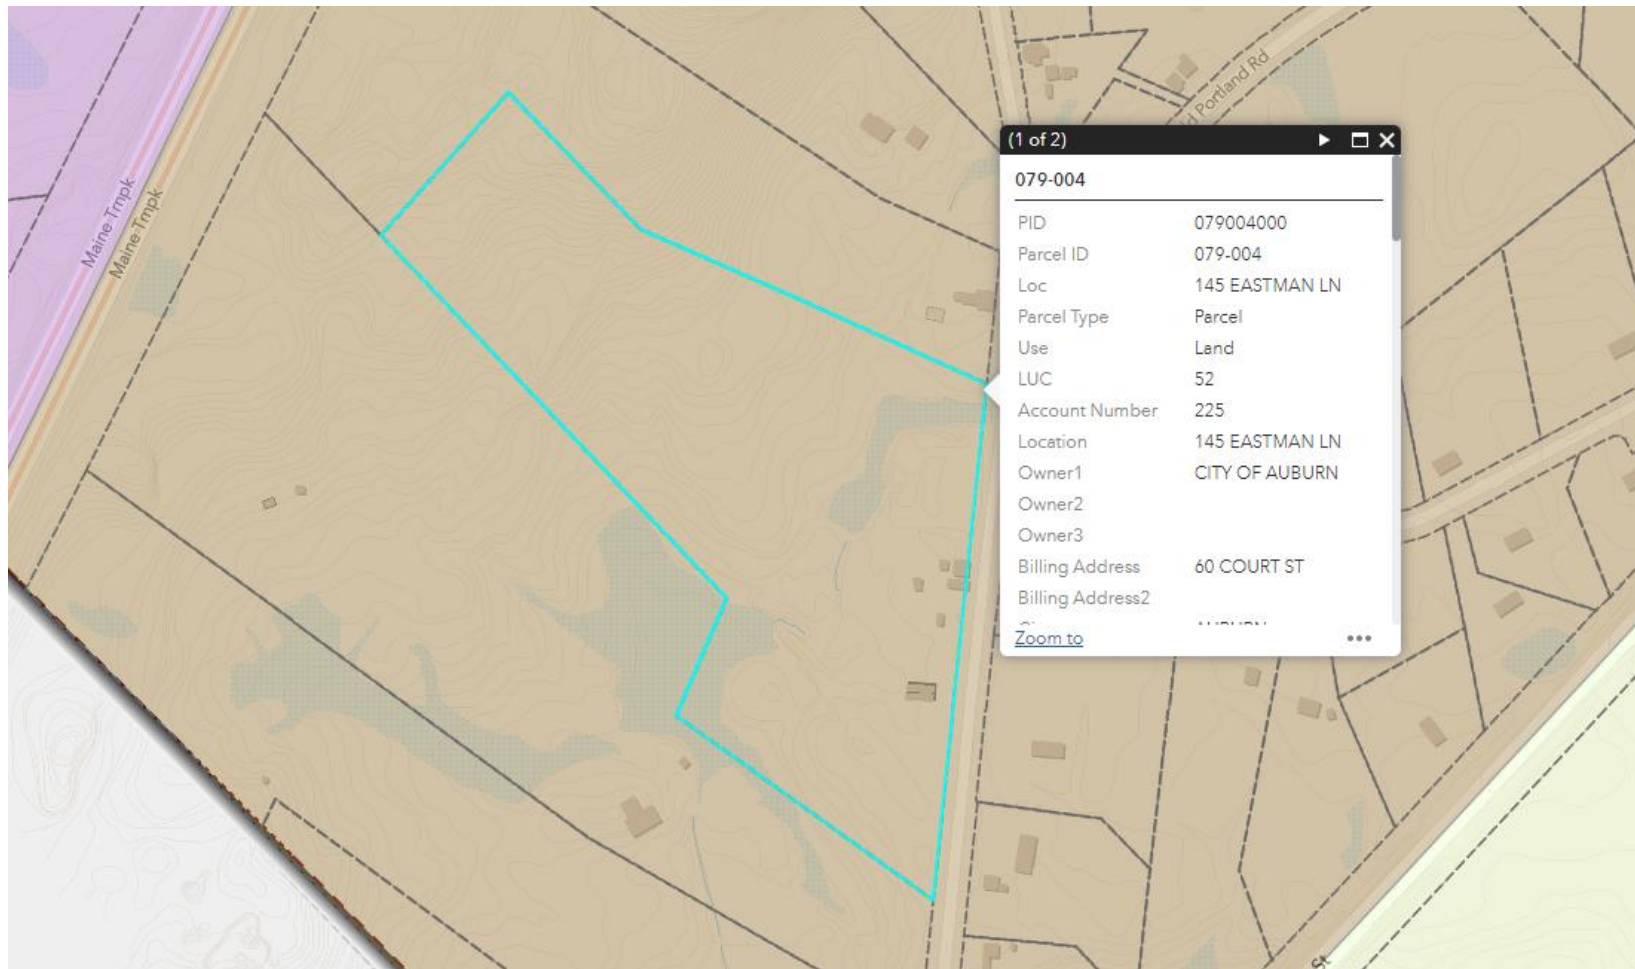 Maine Trnpk
Maine Trnpk
Portland Rd
(1 of 2)
079-004
PID 079004000
Parcel ID 079-004
Loc 145 EASTMAN LN
Parcel Type Parcel
Use Land
LUC 52
Account Number 225
Location 145 EASTMAN LN
Owner1 CITY OF AUBURN
Owner2
Owner3
Billing Address 60 COURT ST
Billing Address2
Zoom to
St